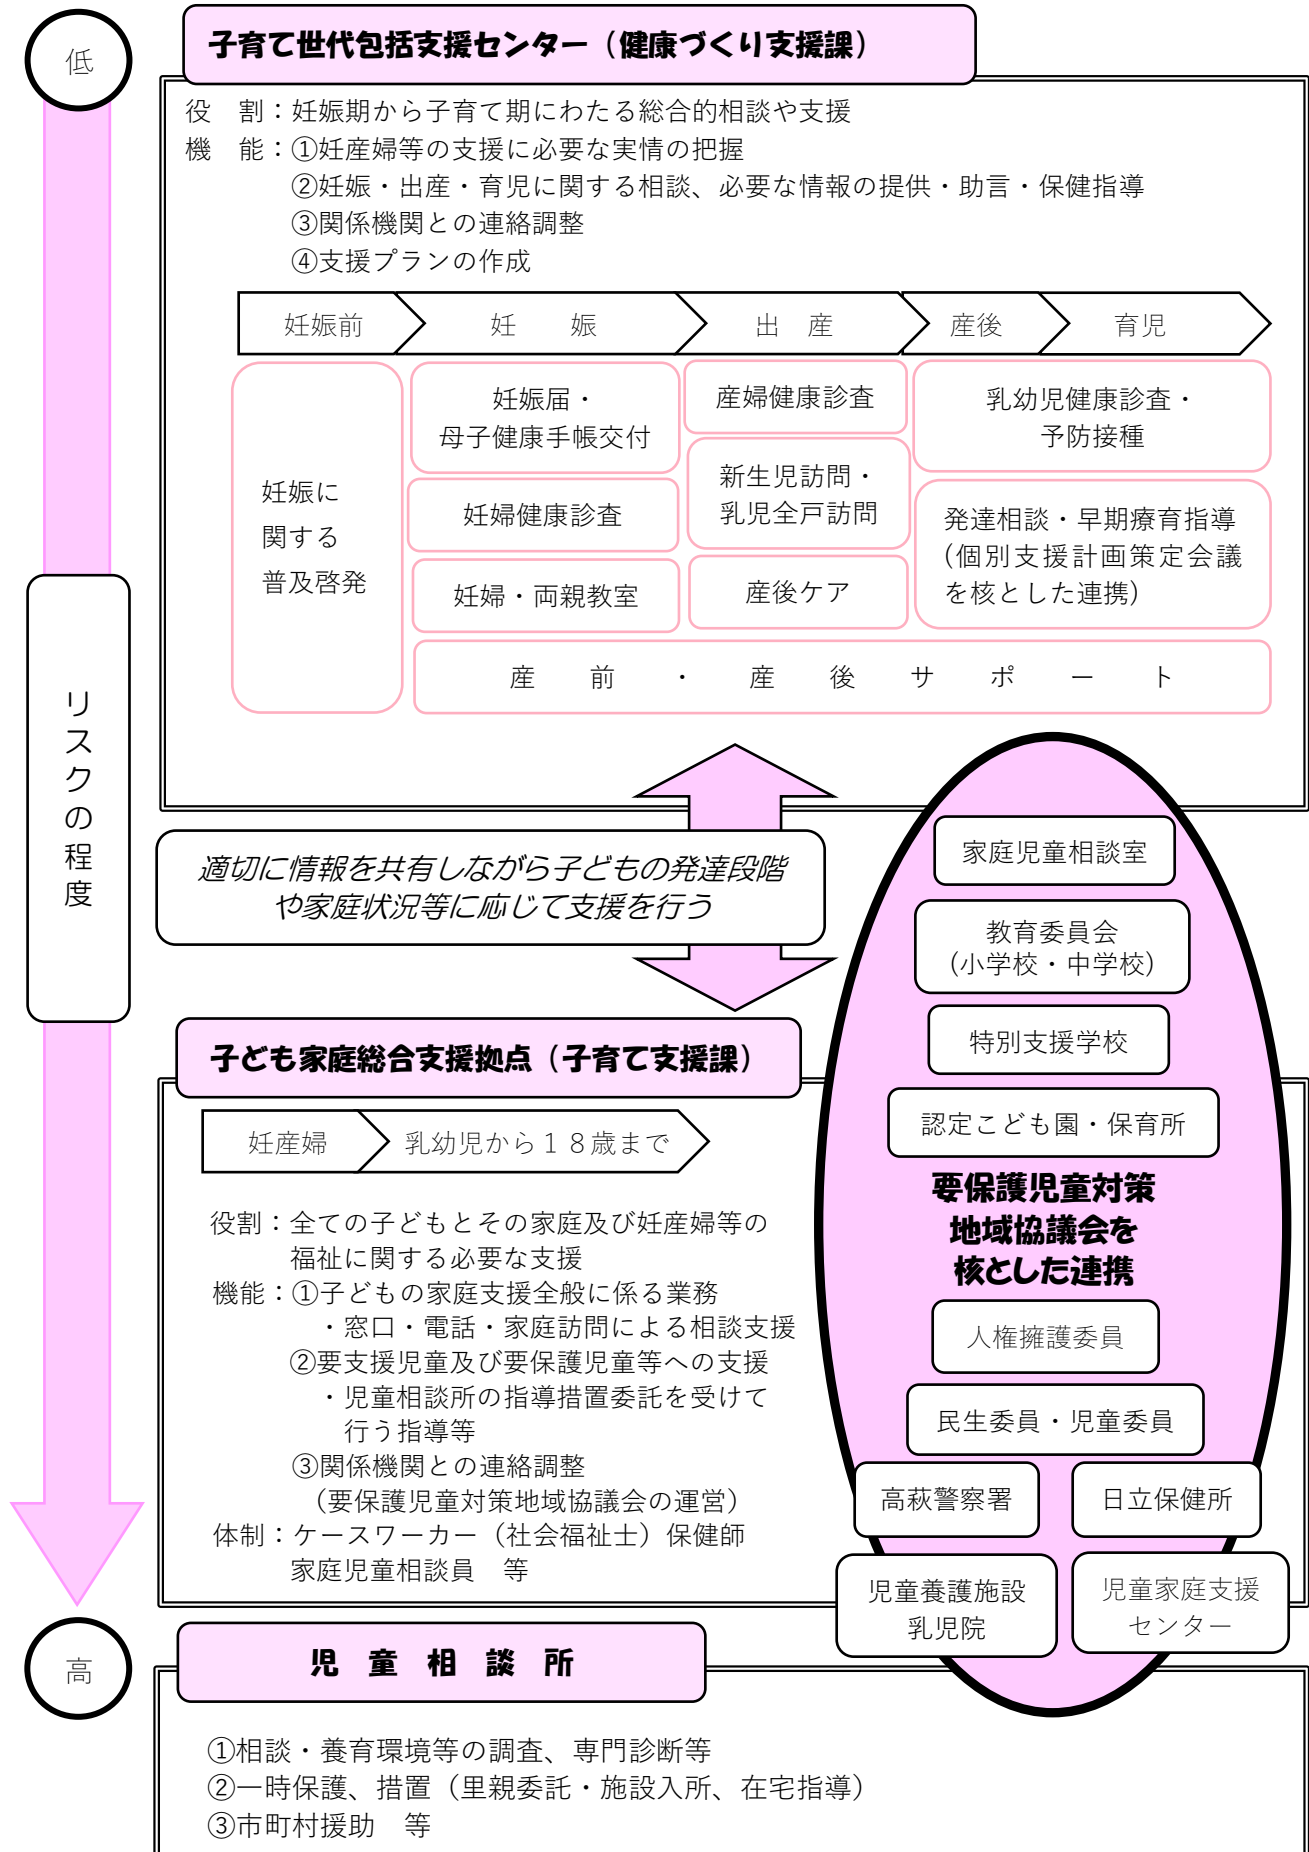 低
子育て世代包括支援センター（健康づくり支援課）
役　割：妊娠期から子育て期にわたる総合的相談や支援
機　能：①妊産婦等の支援に必要な実情の把握
②妊娠・出産・育児に関する相談、必要な情報の提供・助言・保健指導
③関係機関との連絡調整
④支援プランの作成
妊娠前
妊　　娠
出　産
産後
育児
妊娠に
関する
普及啓発
妊娠届・
母子健康手帳交付
妊婦健康診査
妊婦・両親教室
産婦健康診査
新生児訪問・
乳児全戸訪問
産後ケア
乳幼児健康診査・
予防接種
発達相談・早期療育指導
(個別支援計画策定会議
を核とした連携)
産　前　・　産　後　サ　ポ　ー　ト
リスクの程度
適切に情報を共有しながら子どもの発達段階
や家庭状況等に応じて支援を行う
子ども家庭総合支援拠点（子育て支援課）
妊産婦
乳幼児から１８歳まで
役割：全ての子どもとその家庭及び妊産婦等の
福祉に関する必要な支援
機能：①子どもの家庭支援全般に係る業務
・窓口・電話・家庭訪問による相談支援
②要支援児童及び要保護児童等への支援
・児童相談所の指導措置委託を受けて
行う指導等
③関係機関との連絡調整
（要保護児童対策地域協議会の運営）
体制：ケースワーカー（社会福祉士）保健師
家庭児童相談員　等
家庭児童相談室
教育委員会
(小学校・中学校)
特別支援学校
認定こども園・保育所
要保護児童対策
地域協議会を
核とした連携
人権擁護委員
民生委員・児童委員
高萩警察署
日立保健所
児童養護施設
乳児院
児童家庭支援
センター
高
児　童　相　談　所
①相談・養育環境等の調査、専門診断等
②一時保護、措置（里親委託・施設入所、在宅指導）
③市町村援助　等